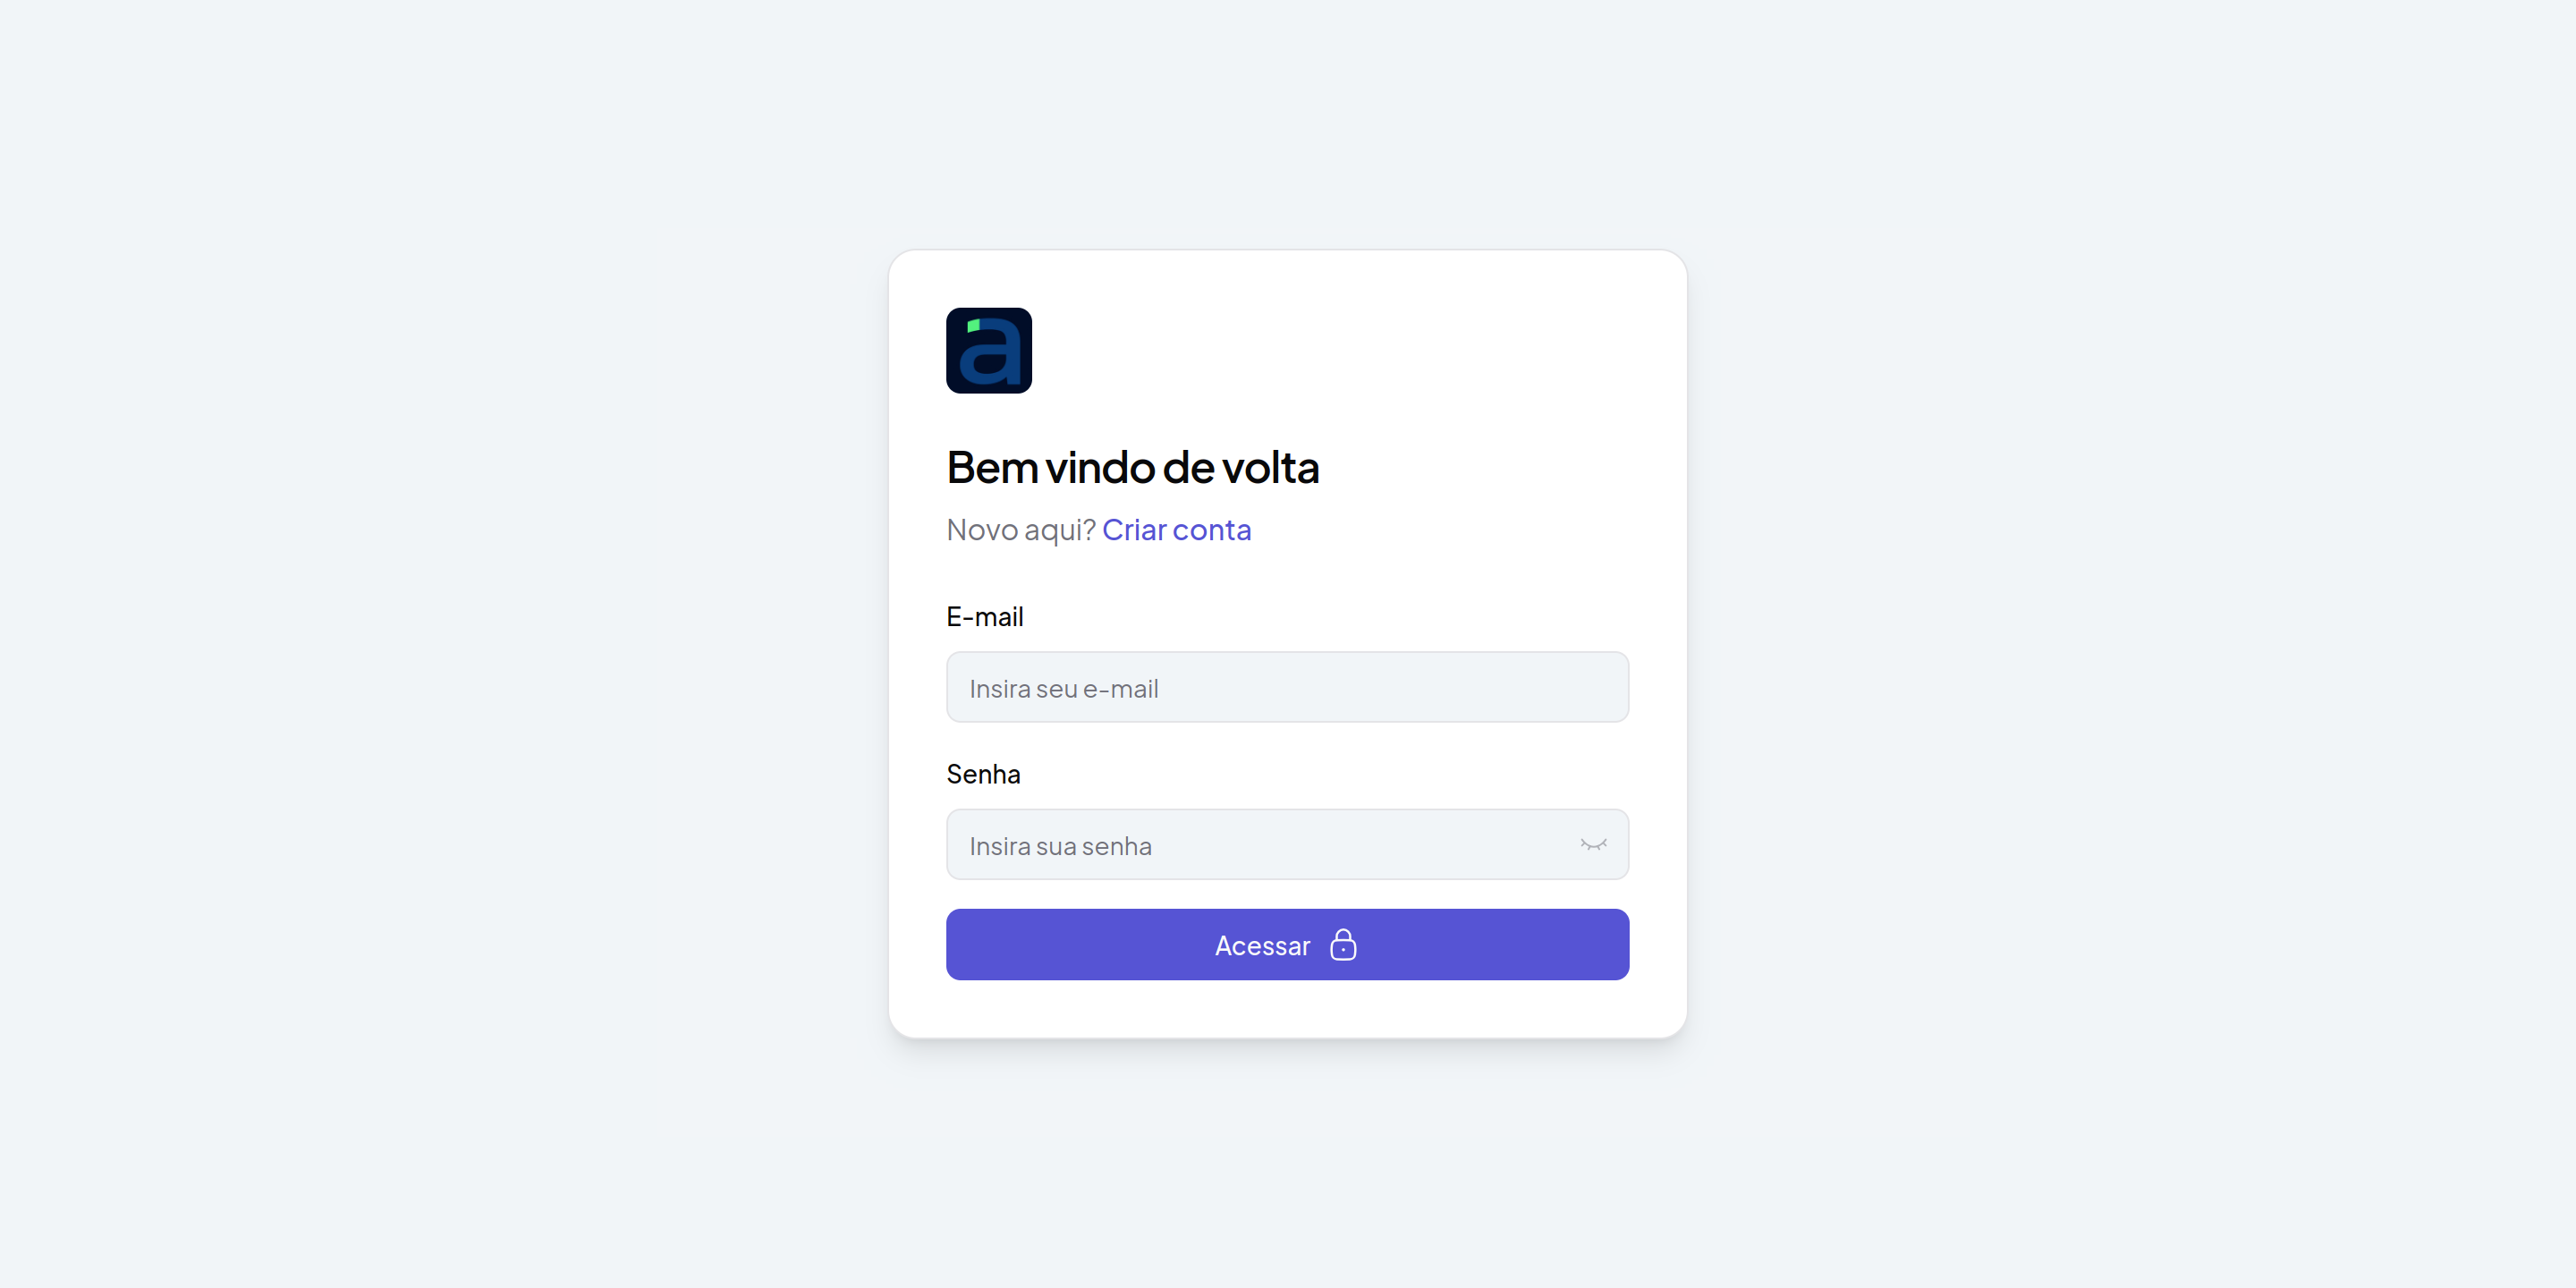 a
Bem vindo de volta
Novo aqui? Criar conta
E-mail
Insira seu e-mail
Senha
Insira sua senha
Acessar